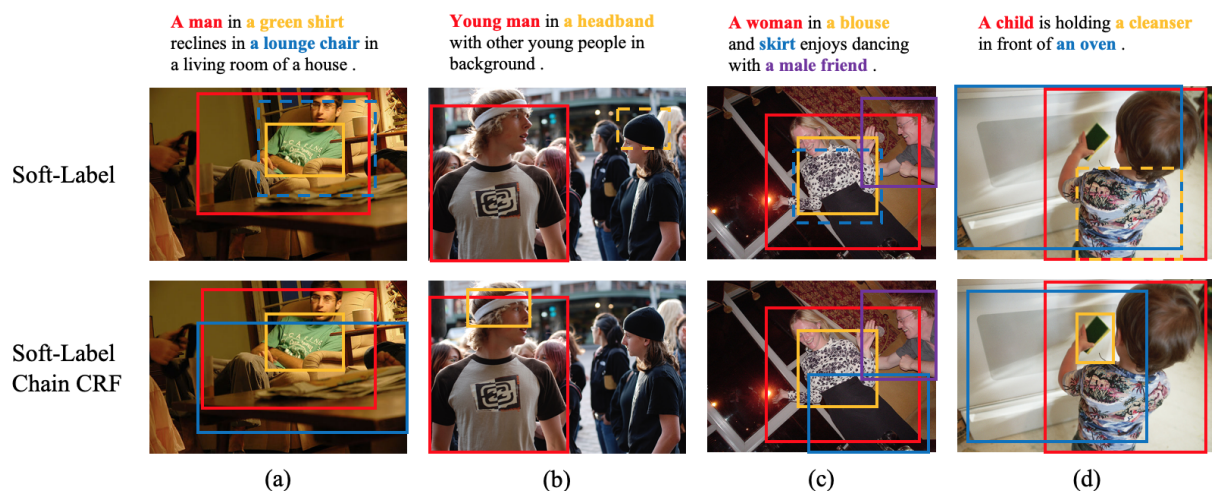 A man in a green shirt
reclines in a lounge chair in
a living room of a house .
Young man in a headband
with other young people in
background .
A woman in a blouse
and skirt enjoys dancing
with a male friend .
A child is holding a cleanser
in front of an oven .
Soft-Label
Soft-Label
Chain CRF
(a)
(b)
(c)
(d)